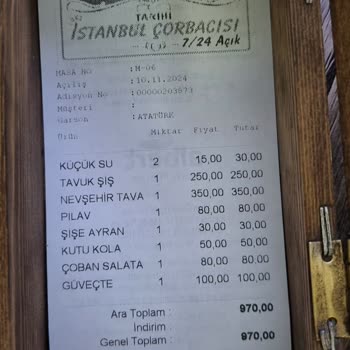 TARİHİ
İSTANBUL ÇORBACISI
7/24 Açık
MASA NO :M-06
Açılış :10.11.2024
Adisyon No :00000203973
Müşteri :
Garson :ATATÜRK
Ürün Miktar Fiyat Tutar
KÜÇÜK SU 2 15,00 30,00
TAVUK ŞİŞ 1 250,00 250,00
NEVŞEHİR TAVA 1 350,00 350,00
PILAV 1 80,00 80,00
ŞİŞE AYRAN 1 30,00 30,00
KUTU KOLA 1 50,00 50,00
ÇOBAN SALATA 1 80,00 80,00
GÜVEÇTE 1 100,00 100,00
Ara Toplam : 970,00
İndirim :
Genel Toplam : 970,00